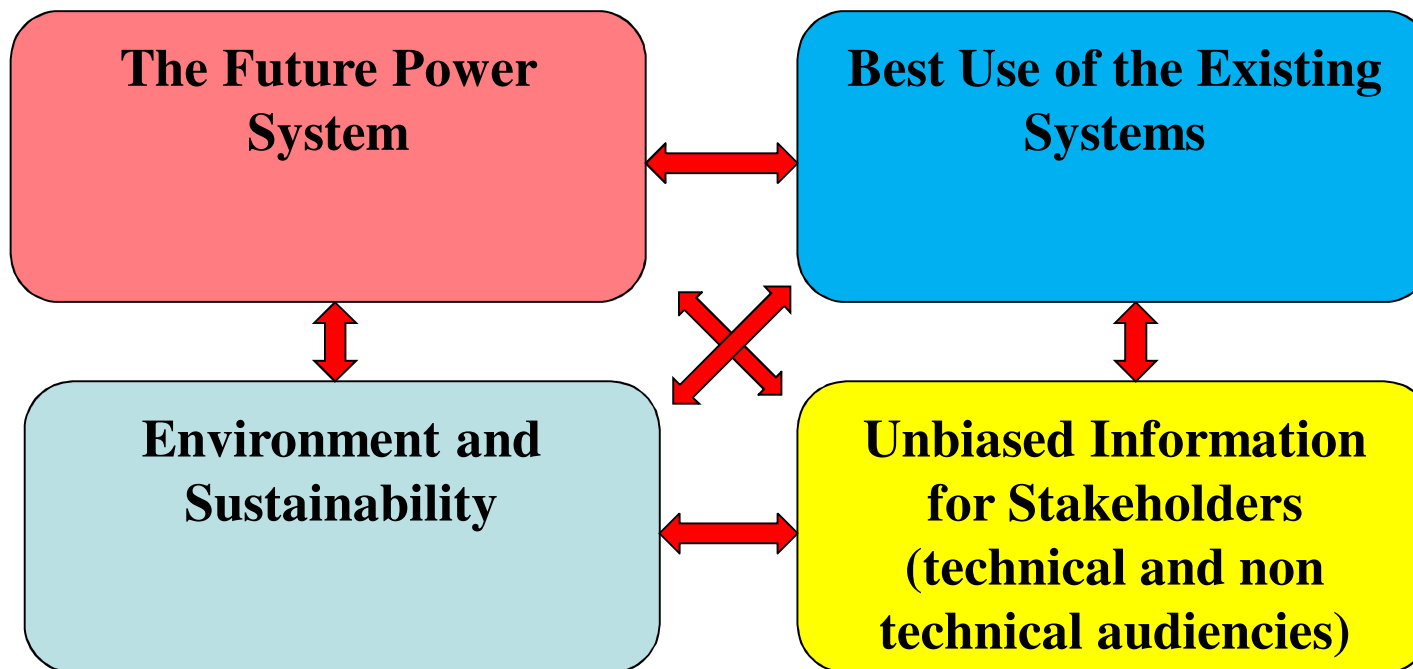 The Future Power
System
Best Use of the Existing
Systems
Environment and
Sustainability
Unbiased Information
for Stakeholders
(technical and non
technical audiencies)